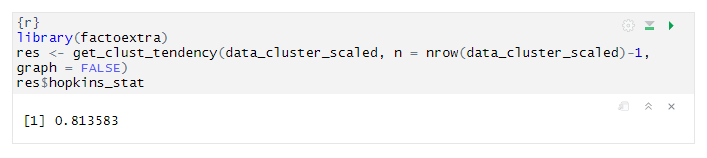 {r}
library(factoextra)
res <- get_clust_tendency(data_cluster_scaled, n = nrow(data_cluster_scaled)-1,
graph = FALSE)
res$hopkins_stat
[1] 0.813583